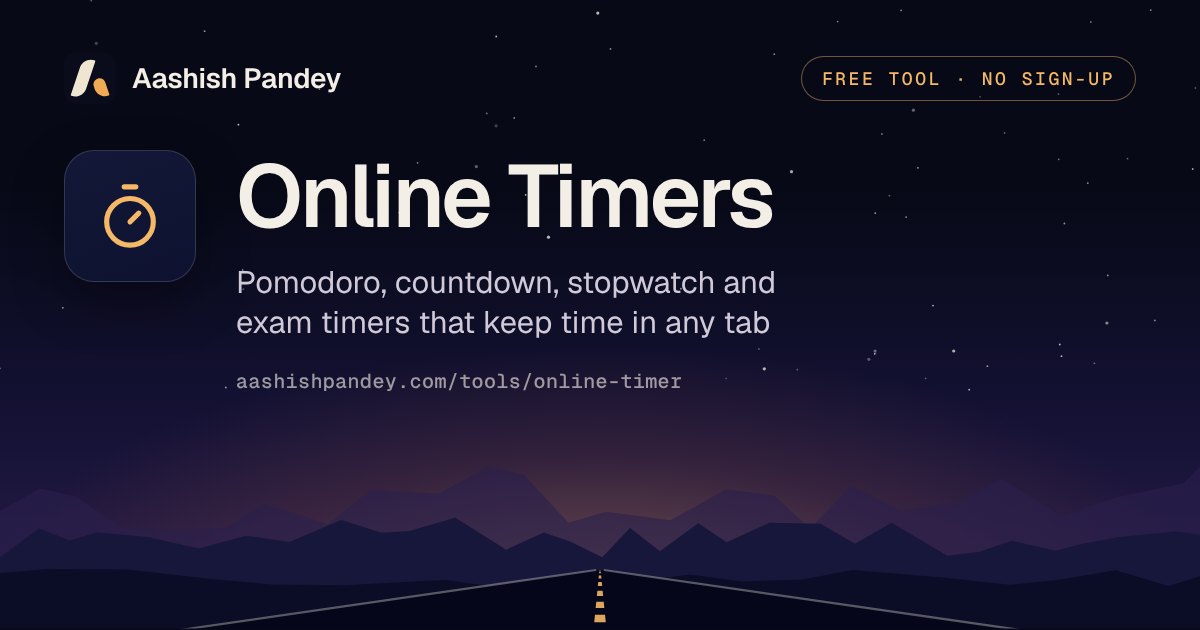 Aashish Pandey
FREE TOOL · NO SIGN-UP
Online Timers
Pomodoro, countdown, stopwatch and
exam timers that keep time in any tab
aashishpandey.com/tools/online-timer